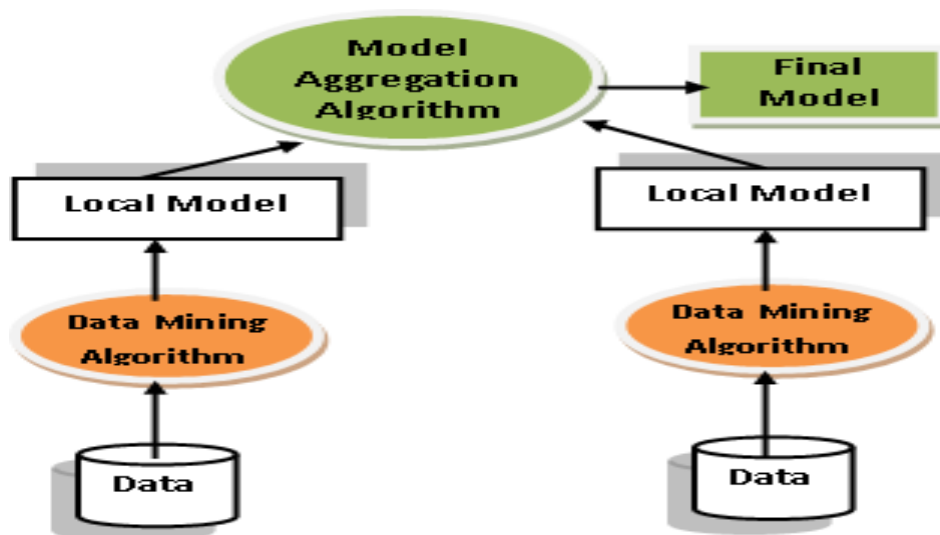 Model
Aggregation
Algorithm
Final
Model
Local Model
Local Model
Data Mining
Algorithm
Data Mining
Algorithm
Data
Data